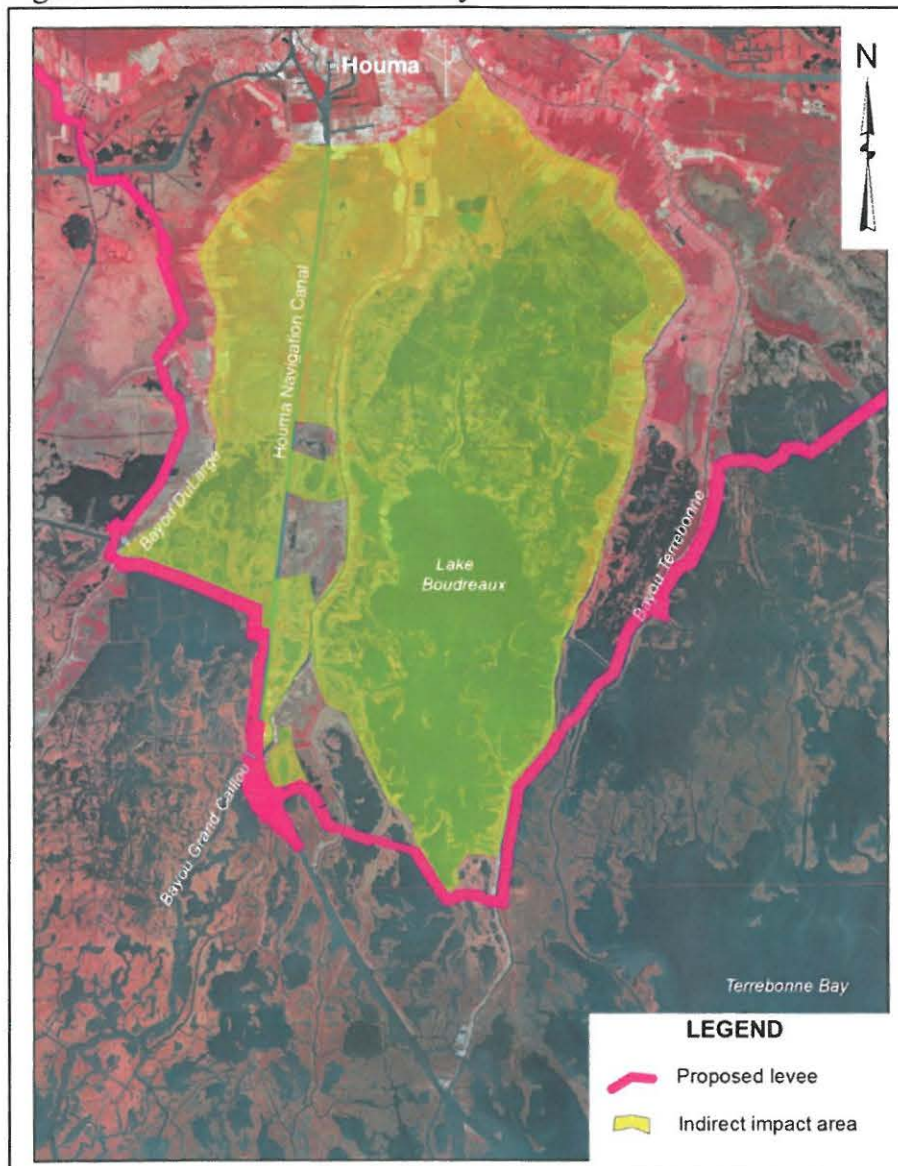 Houma
N
Houma Navigation Canal
Bayou DuLarge
Lake
Boudreaux
Bayou Terrebonne
Bayou Grand Caillou
Terrebonne Bay
LEGEND
Proposed levee
Indirect impact area